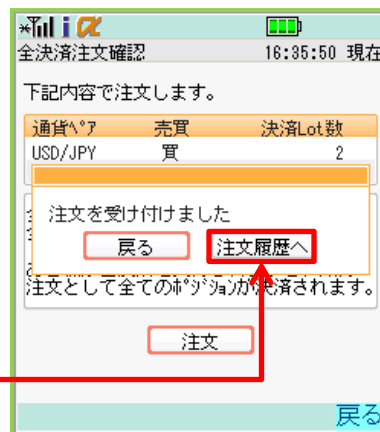 i α
全決済注文確認 16:35:50 現在
下記内容で注文します。
通貨ペア 売買 決済Lot数
USD/JPY 買 2
注文を受け付けました
戻る 注文履歴へ
注文として全てのポジションが決済されます。
注文
戻る